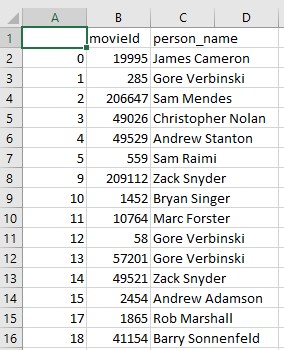 A B C D
1 movieId person_name
2 0 19995 James Cameron
3 1 285 Gore Verbinski
4 2 206647 Sam Mendes
5 3 49026 Christopher Nolan
6 4 49529 Andrew Stanton
7 5 559 Sam Raimi
8 9 209112 Zack Snyder
9 10 1452 Bryan Singer
10 11 10764 Marc Forster
11 12 58 Gore Verbinski
12 13 57201 Gore Verbinski
13 14 49521 Zack Snyder
14 15 2454 Andrew Adamson
15 17 1865 Rob Marshall
16 18 41154 Barry Sonnenfeld